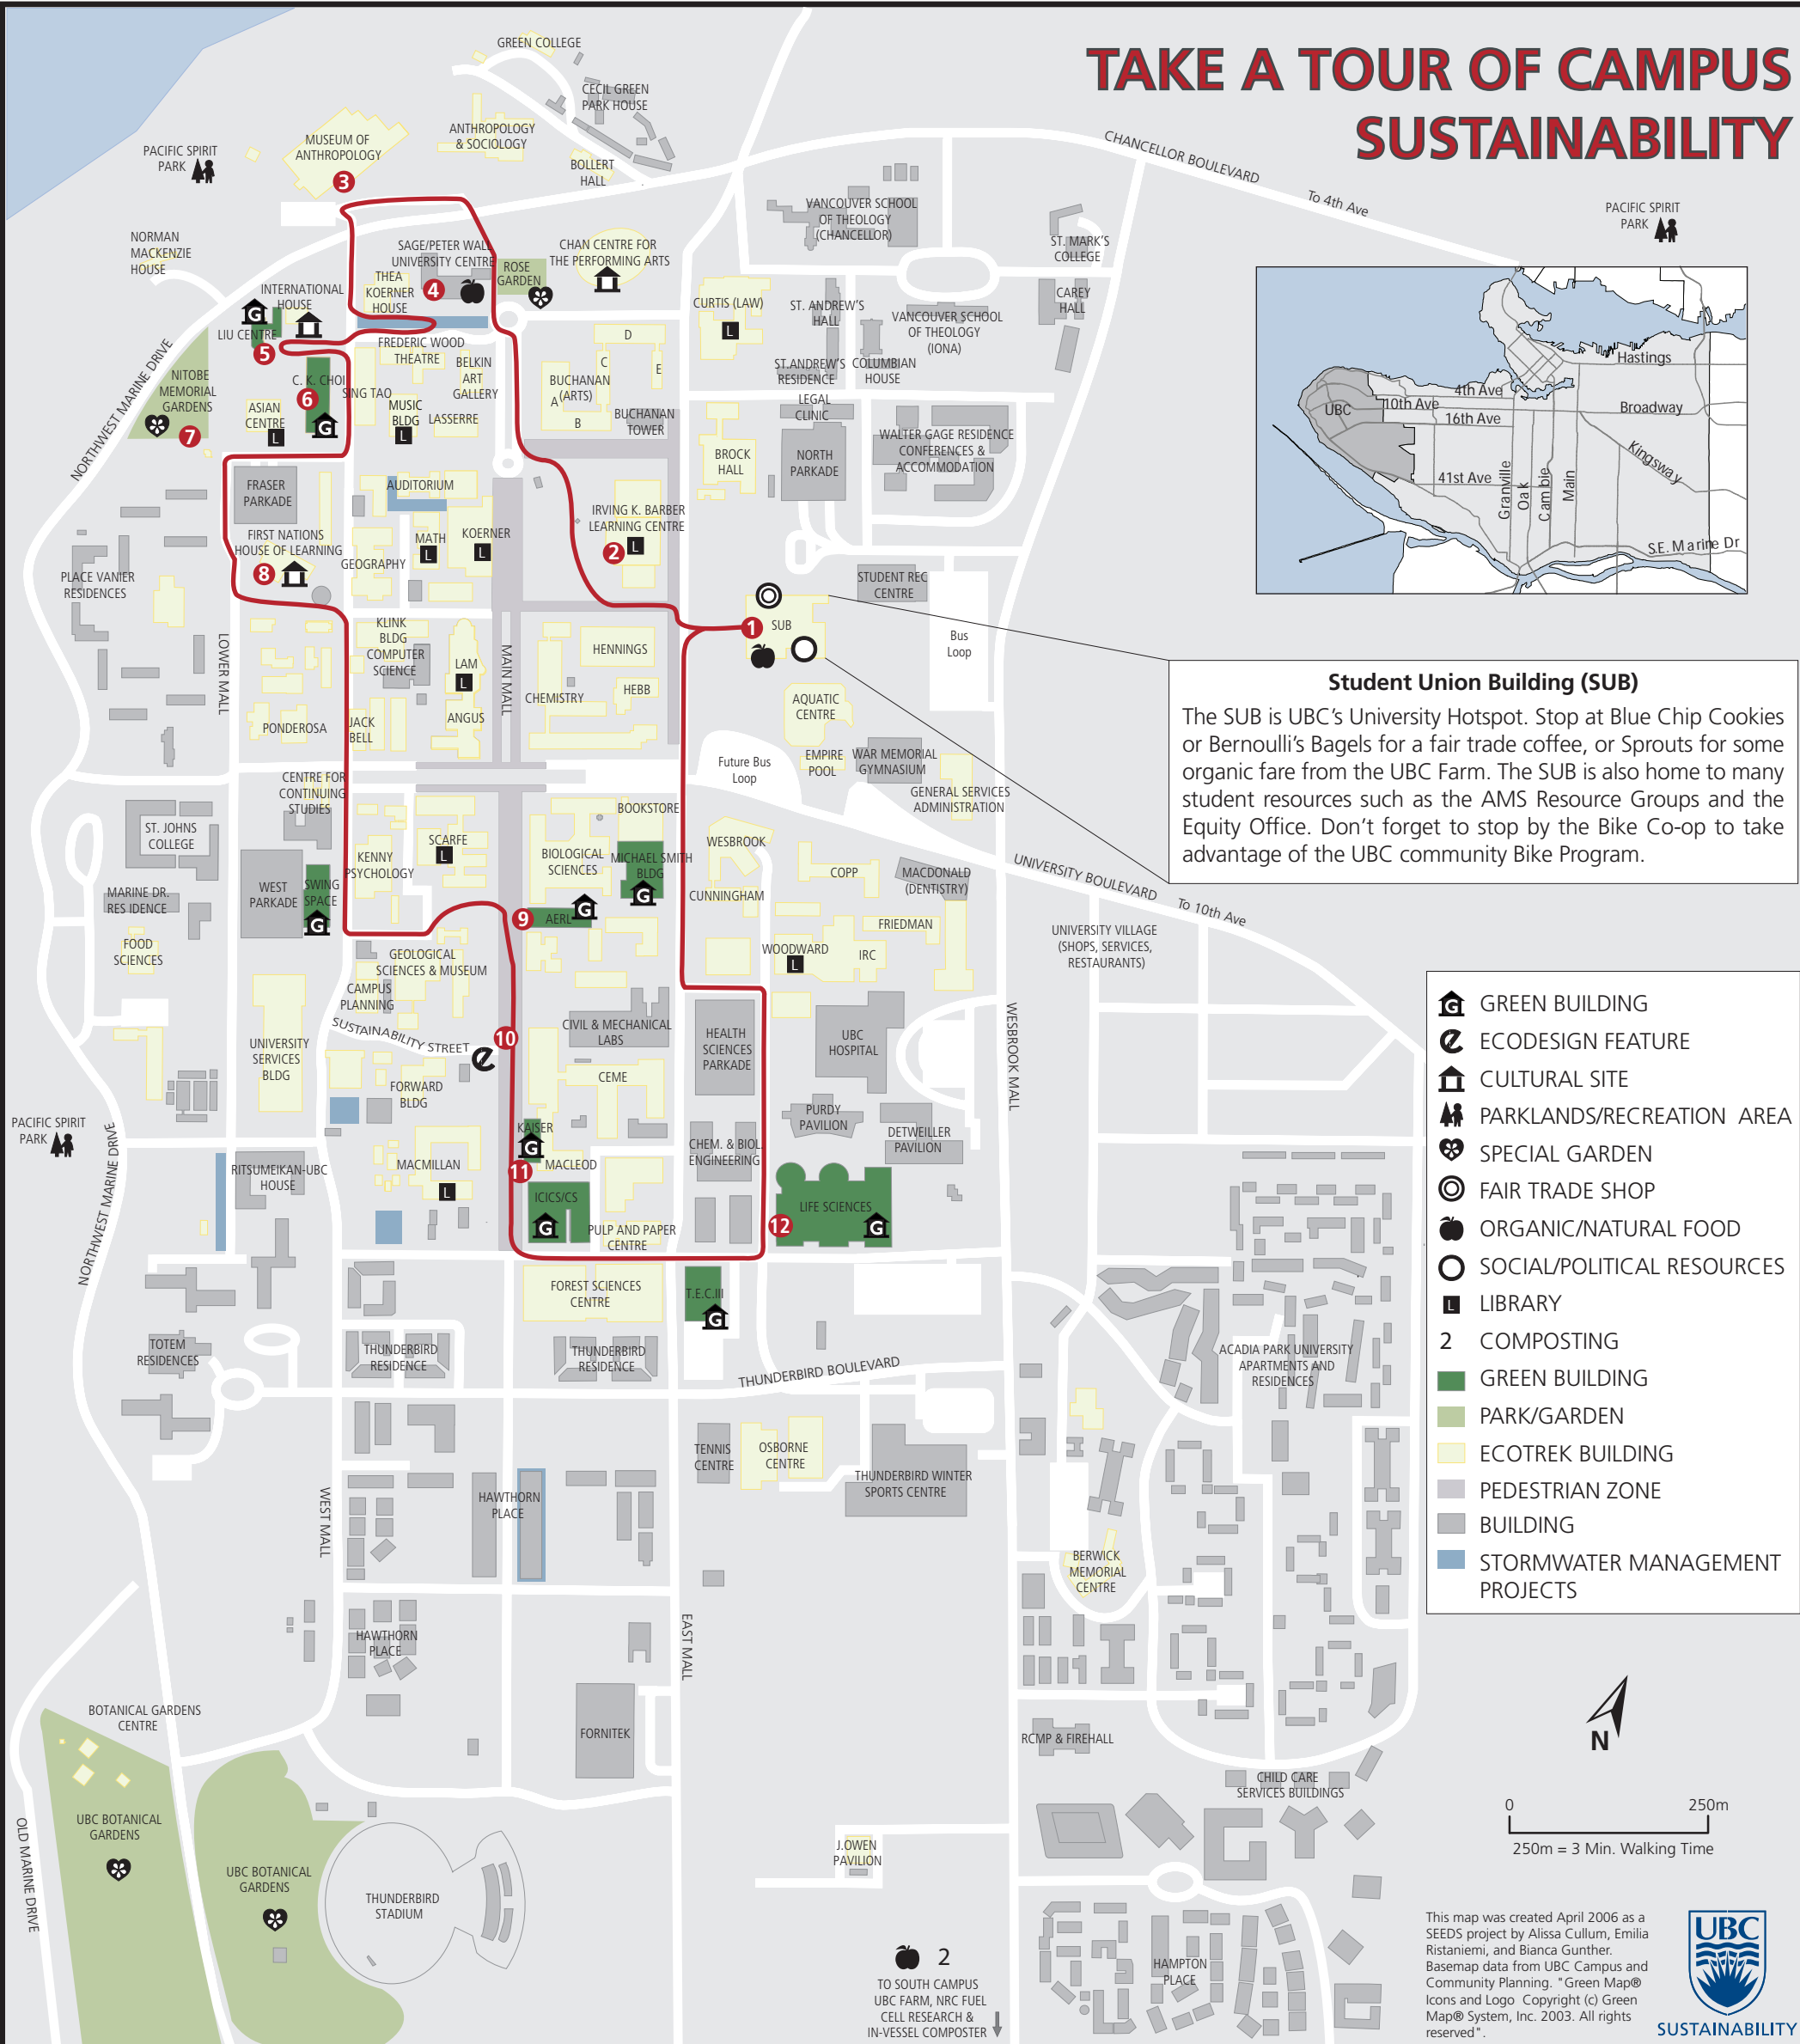 TAKE A TOUR OF CAMPUS
SUSTAINABILITY
GREEN COLLEGE
CECIL GREEN
PARK HOUSE
ANTHROPOLOGY
& SOCIOLOGY
MUSEUM OF
ANTHROPOLOGY
BOLLERT
HALL
PACIFIC SPIRIT
PARK
3
CHANCELLOR BOULEVARD
To 4th Ave
PACIFIC SPIRIT
PARK
VANCOUVER SCHOOL
OF THEOLOGY
(CHANCELLOR)
ST. MARK'S
COLLEGE
NORMAN
MACKENZIE
HOUSE
SAGE/PETER WALL
UNIVERSITY CENTRE
CHAN CENTRE FOR
THE PERFORMING ARTS
ROSE
GARDEN
THEA
KOERNER
HOUSE
4
INTERNATIONAL
HOUSE
G
LIU CENTRE
5
CURTIS (LAW)
L
ST. ANDREW'S
HALL
VANCOUVER SCHOOL
OF THEOLOGY
(IONA)
CAREY
HALL
FREDERIC WOOD
THEATRE
BELKIN
ART
GALLERY
D
C
E
BUCHANAN
(ARTS)
A
B
BUCHANAN
TOWER
ST.ANDREW'S
RESIDENCE
COLUMBIAN
HOUSE
LEGAL
CLINIC
NORTHWEST MARINE DRIVE
NITOBE
MEMORIAL
GARDENS
7
C. K. CHOI
6
G
SING TAO
ASIAN
CENTRE
L
MUSIC
BLDG
L
LASSERRE
BROCK
HALL
NORTH
PARKADE
WALTER GAGE RESIDENCE
CONFERENCES &
ACCOMMODATION
FRASER
PARKADE
AUDITORIUM
IRVING K. BARBER
LEARNING CENTRE
2
L
FIRST NATIONS
HOUSE OF LEARNING
8
GEOGRAPHY
MATH
L
KOERNER
L
PLACE VANIER
RESIDENCES
STUDENT REC
CENTRE
Bus
Loop
1
SUB
LOWER MALL
KLINK
BLDG
COMPUTER
SCIENCE
LAM
L
MAIN MALL
HENNINGS
HEBB
CHEMISTRY
ANGUS
PONDEROSA
JACK
BELL
AQUATIC
CENTRE
EMPIRE
POOL
WAR MEMORIAL
GYMNASIUM
GENERAL SERVICES
ADMINISTRATION
Future Bus
Loop
UBC
4th Ave
10th Ave
16th Ave
41st Ave
Hastings
Broadway
Kingsway
Granville
Oak
Cambie
Main
S.E. Marine Dr
Student Union Building (SUB)
The SUB is UBC's University Hotspot. Stop at Blue Chip Cookies
or Bernoulli's Bagels for a fair trade coffee, or Sprouts for some
organic fare from the UBC Farm. The SUB is also home to many
student resources such as the AMS Resource Groups and the
Equity Office. Don't forget to stop by the Bike Co-op to take
advantage of the UBC community Bike Program.
CENTRE FOR
CONTINUING
STUDIES
ST. JOHNS
COLLEGE
MARINE DR.
RES IDENCE
WEST
PARKADE
SWING
SPACE
G
KENNY
PSYCHOLOGY
SCARFE
L
BOOKSTORE
BIOLOGICAL
SCIENCES
MICHAEL SMITH
BLDG
G
9
AERL
G
WESBROOK
CUNNINGHAM
COPP
MACDONALD
(DENTISTRY)
FRIEDMAN
WOODWARD
L
IRC
UNIVERSITY BOULEVARD
To 10th Ave
UNIVERSITY VILLAGE
(SHOPS, SERVICES,
RESTAURANTS)
FOOD
SCIENCES
GEOLOGICAL
SCIENCES & MUSEUM
CAMPUS
PLANNING
SUSTAINABILITY STREET
10
UNIVERSITY
SERVICES
BLDG
FORWARD
BLDG
CIVIL & MECHANICAL
LABS
CEME
HEALTH
SCIENCES
PARKADE
UBC
HOSPITAL
WESBROOK MALL
PURDY
PAVILION
DETWEILLER
PAVILION
PACIFIC SPIRIT
PARK
NORTHWEST MARINE DRIVE
RITSUMEIKAN-UBC
HOUSE
MACMILLAN
L
KAISER
G
11
MACLEOD
CHEM. & BIOL.
ENGINEERING
ICICS/CS
G
PULP AND PAPER
CENTRE
12
LIFE SCIENCES
G
FOREST SCIENCES
CENTRE
T.E.C.III
G
G GREEN BUILDING
ECODESIGN FEATURE
CULTURAL SITE
PARKLANDS/RECREATION AREA
SPECIAL GARDEN
FAIR TRADE SHOP
ORGANIC/NATURAL FOOD
SOCIAL/POLITICAL RESOURCES
L LIBRARY
2 COMPOSTING
GREEN BUILDING
PARK/GARDEN
ECOTREK BUILDING
PEDESTRIAN ZONE
BUILDING
STORMWATER MANAGEMENT
PROJECTS
TOTEM
RESIDENCES
THUNDERBIRD
RESIDENCE
THUNDERBIRD
RESIDENCE
THUNDERBIRD BOULEVARD
ACADIA PARK UNIVERSITY
APARTMENTS AND
RESIDENCES
TENNIS
CENTRE
OSBORNE
CENTRE
THUNDERBIRD WINTER
SPORTS CENTRE
WEST MALL
HAWTHORN
PLACE
BERWICK
MEMORIAL
CENTRE
HAWTHORN
PLACE
EAST MALL
BOTANICAL GARDENS
CENTRE
FORNITEK
RCMP & FIREHALL
CHILD CARE
SERVICES BUILDINGS
N
0 250m
250m = 3 Min. Walking Time
OLD MARINE DRIVE
UBC BOTANICAL
GARDENS
UBC BOTANICAL
GARDENS
THUNDERBIRD
STADIUM
J.OWEN
PAVILION
2
TO SOUTH CAMPUS
UBC FARM, NRC FUEL
CELL RESEARCH &
IN-VESSEL COMPOSTER
HAMPTON
PLACE
This map was created April 2006 as a
SEEDS project by Alissa Cullum, Emilia
Ristaniemi, and Bianca Gunther.
Basemap data from UBC Campus and
Community Planning. "Green Map®
Icons and Logo Copyright (c) Green
Map® System, Inc. 2003. All rights
reserved".
UBC
SUSTAINABILITY